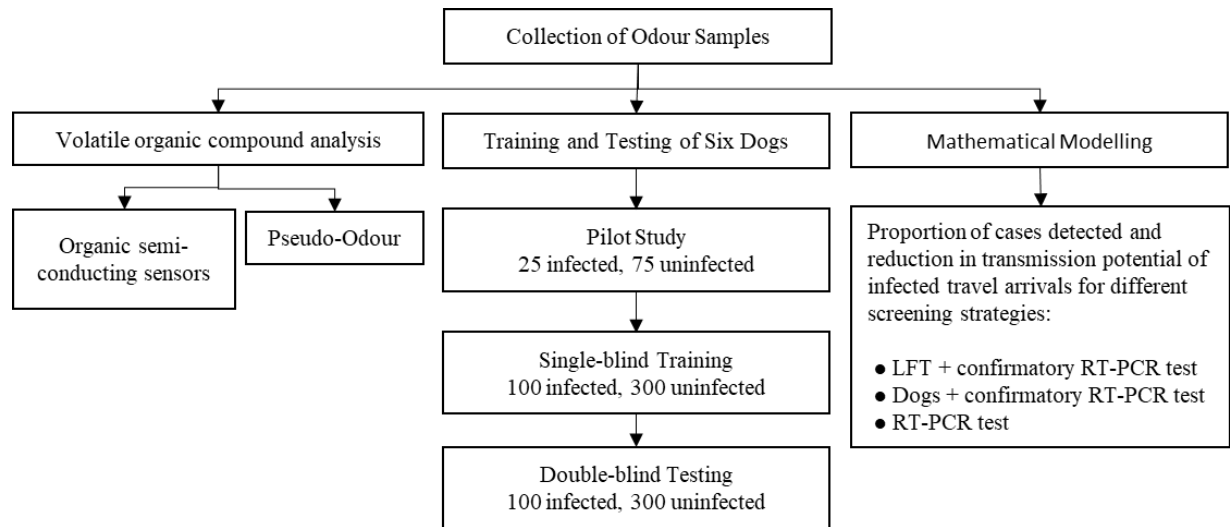 Collection of Odour Samples
Volatile organic compound analysis
Training and Testing of Six Dogs
Mathematical Modelling
Organic semi-
conducting sensors
Pseudo-Odour
Pilot Study
25 infected, 75 uninfected
Single-blind Training
100 infected, 300 uninfected
Double-blind Testing
100 infected, 300 uninfected
Proportion of cases detected and
reduction in transmission potential of
infected travel arrivals for different
screening strategies:
● LFT + confirmatory RT-PCR test
● Dogs + confirmatory RT-PCR test
● RT-PCR test